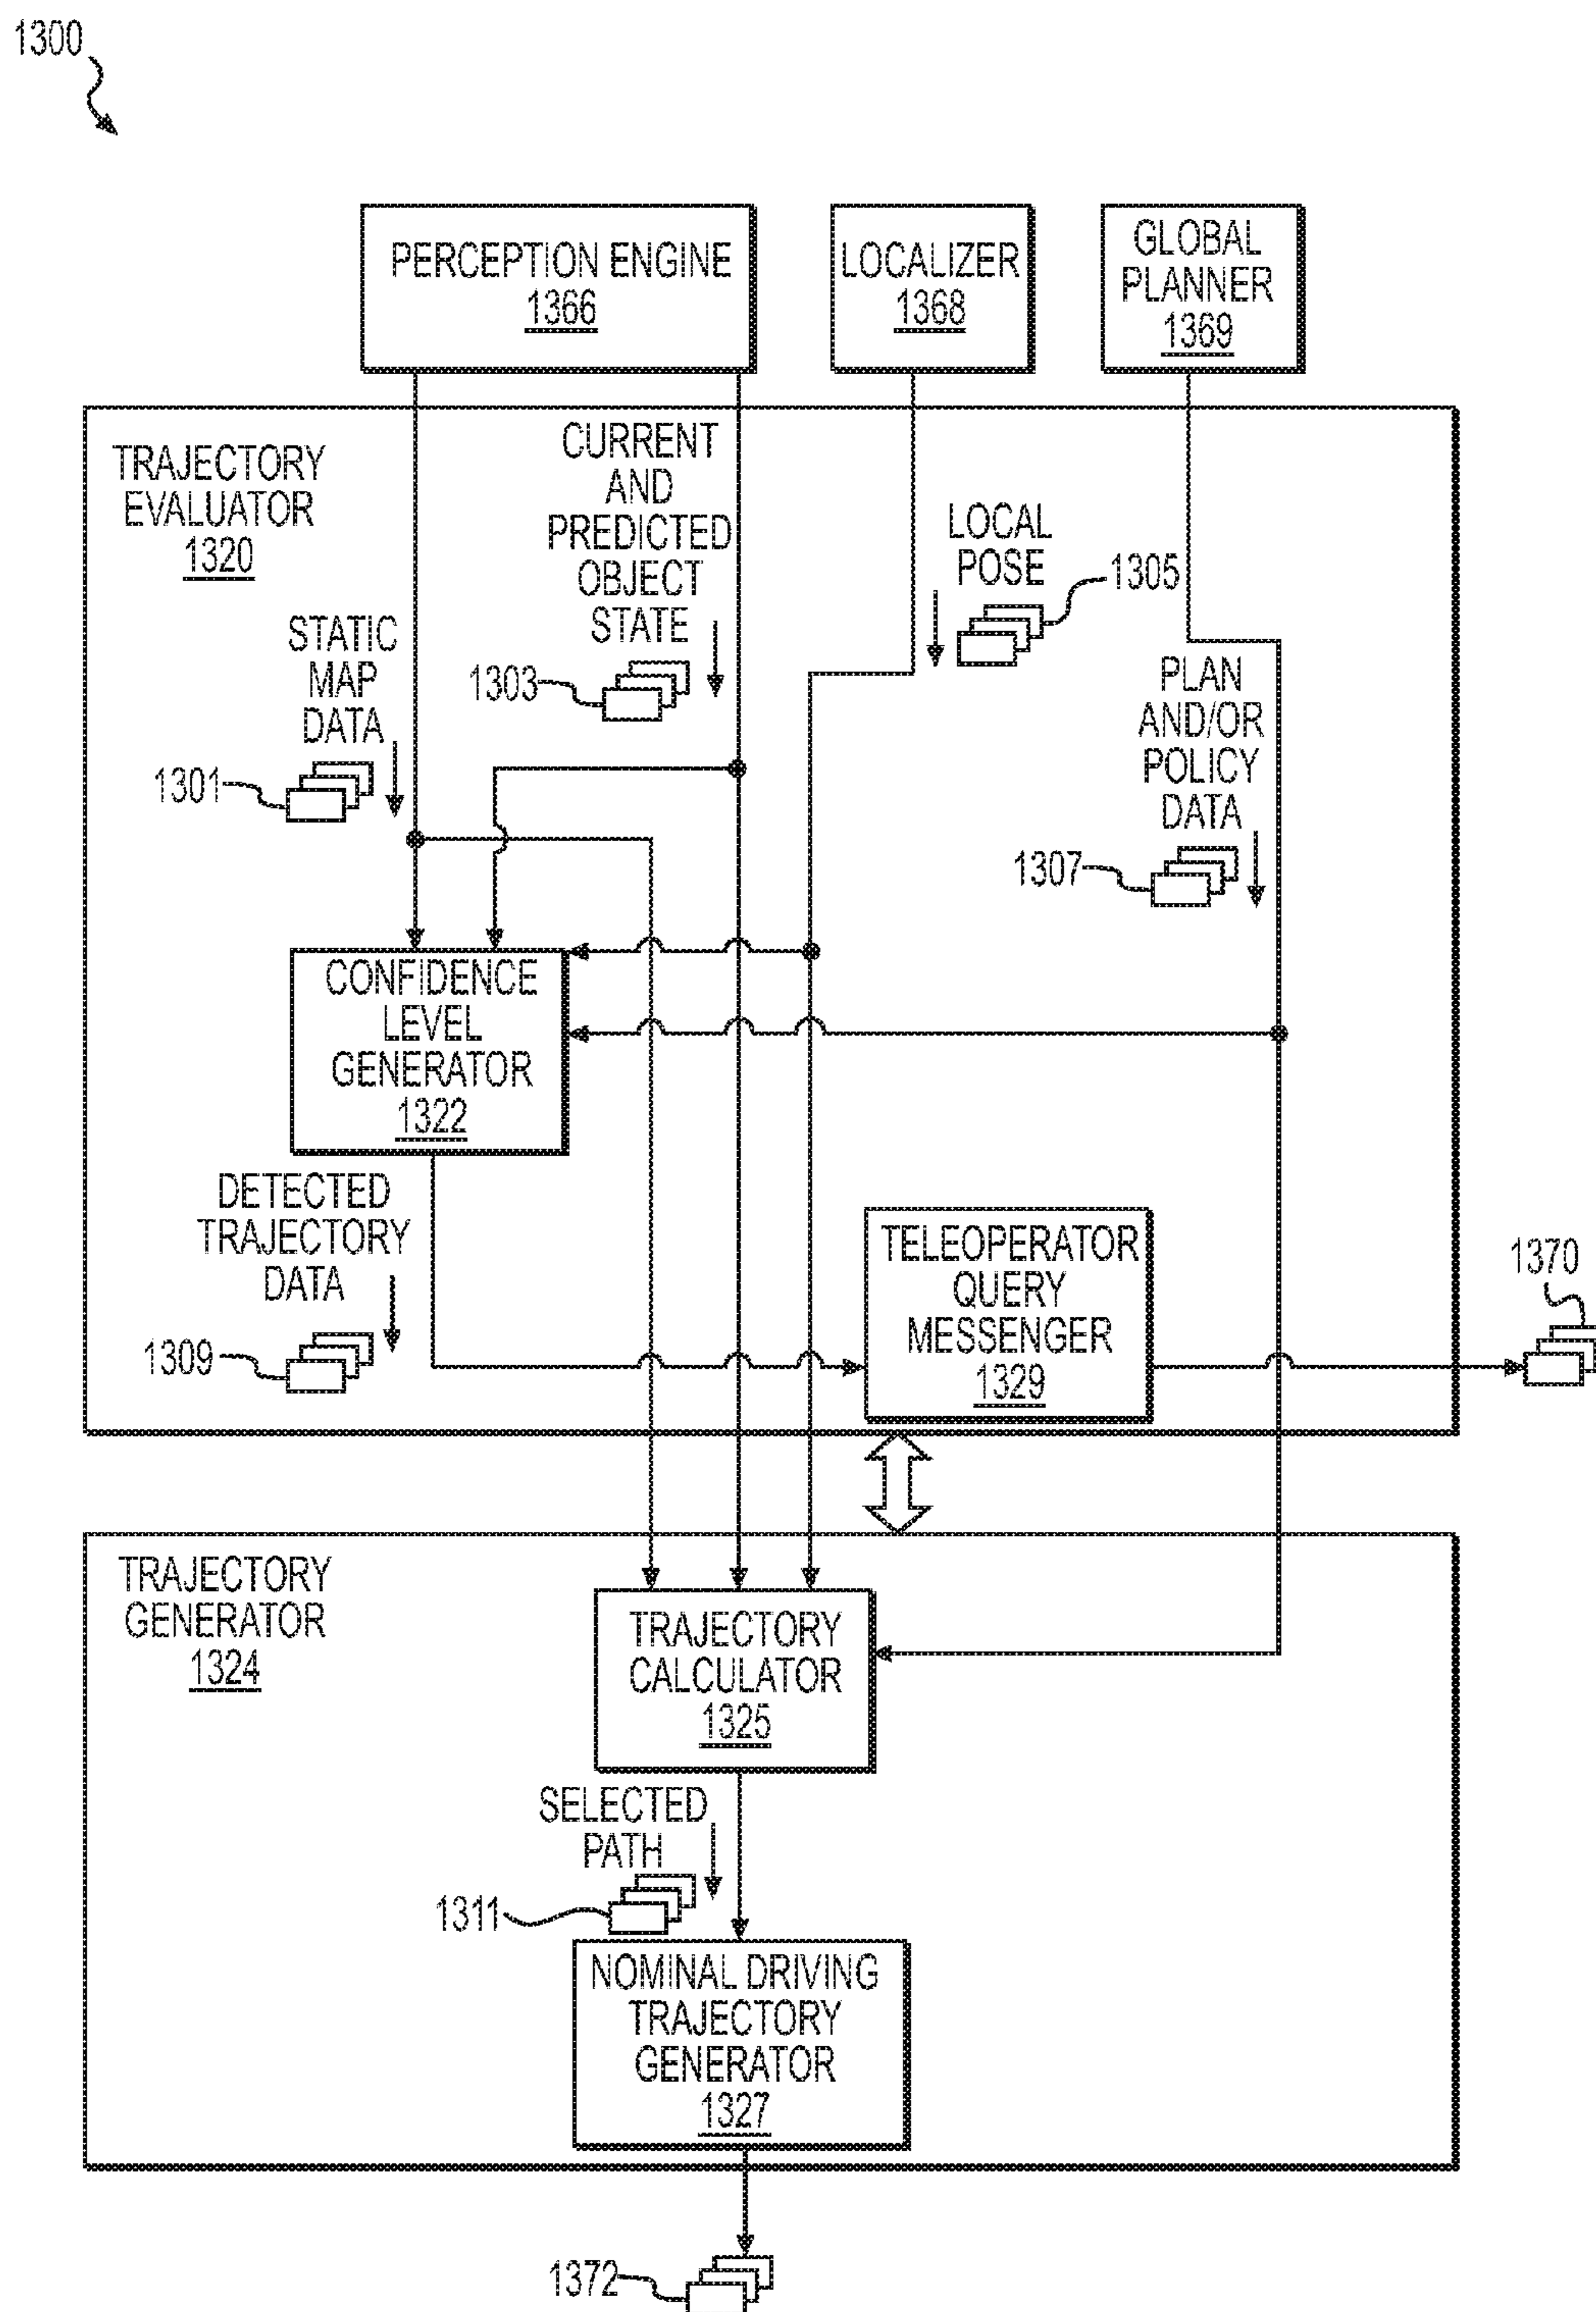 1300
PERCEPTION ENGINE
1366
LOCALIZER
1368
GLOBAL
PLANNER
1369
TRAJECTORY
EVALUATOR
1320
CURRENT
AND
PREDICTED
OBJECT
STATE
1303
LOCAL
POSE
1305
STATIC
MAP
DATA
1301
PLAN
AND/OR
POLICY
DATA
1307
CONFIDENCE
LEVEL
GENERATOR
1322
DETECTED
TRAJECTORY
DATA
1309
TELEOPERATOR
QUERY
MESSENGER
1329
1370
TRAJECTORY
GENERATOR
1324
TRAJECTORY
CALCULATOR
1325
SELECTED
PATH
1311
NOMINAL DRIVING
TRAJECTORY
GENERATOR
1327
1372